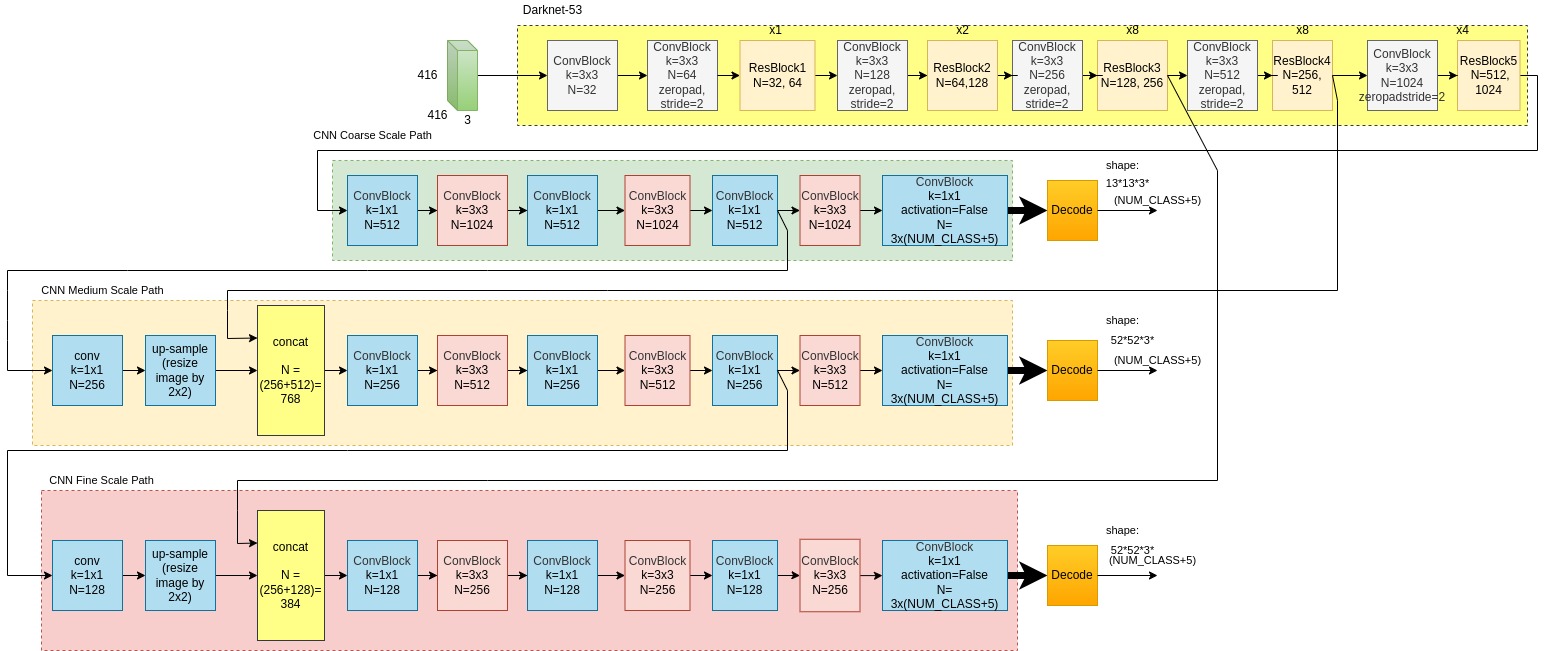 Darknet-53
x1
x2
x8
x8
x4
416
416
3
ConvBlock
k=3x3
N=32
ConvBlock
k=3x3
N=64
zeropad,
stride=2
ResBlock1
N=32, 64
ConvBlock
k=3x3
N=128
zeropad,
stride=2
ResBlock2
N=64,128
ConvBlock
k=3x3
N=256
zeropad,
stride=2
ResBlock3
N=128, 256
ConvBlock
k=3x3
N=512
zeropad,
stride=2
ResBlock4
N=256,
512
ConvBlock
k=3x3
N=1024
zeropadstride=2
ResBlock5
N=512,
1024
CNN Coarse Scale Path
ConvBlock
k=1x1
N=512
ConvBlock
k=3x3
N=1024
ConvBlock
k=1x1
N=512
ConvBlock
k=3x3
N=1024
ConvBlock
k=1x1
N=512
ConvBlock
k=3x3
N=1024
ConvBlock
k=1x1
activation=False
N=
3x(NUM_CLASS+5)
Decode
shape:
13*13*3*
(NUM_CLASS+5)
CNN Medium Scale Path
conv
k=1x1
N=256
up-sample
(resize
image by
2x2)
concat
N =
(256+512)=
768
ConvBlock
k=1x1
N=256
ConvBlock
k=3x3
N=512
ConvBlock
k=1x1
N=256
ConvBlock
k=3x3
N=512
ConvBlock
k=1x1
N=256
ConvBlock
k=3x3
N=512
ConvBlock
k=1x1
activation=False
N=
3x(NUM_CLASS+5)
Decode
shape:
52*52*3*
(NUM_CLASS+5)
CNN Fine Scale Path
conv
k=1x1
N=128
up-sample
(resize
image by
2x2)
concat
N =
(256+128)=
384
ConvBlock
k=1x1
N=128
ConvBlock
k=3x3
N=256
ConvBlock
k=1x1
N=128
ConvBlock
k=3x3
N=256
ConvBlock
k=1x1
N=128
ConvBlock
k=3x3
N=256
ConvBlock
k=1x1
activation=False
N=
3x(NUM_CLASS+5)
Decode
shape:
52*52*3*
(NUM_CLASS+5)